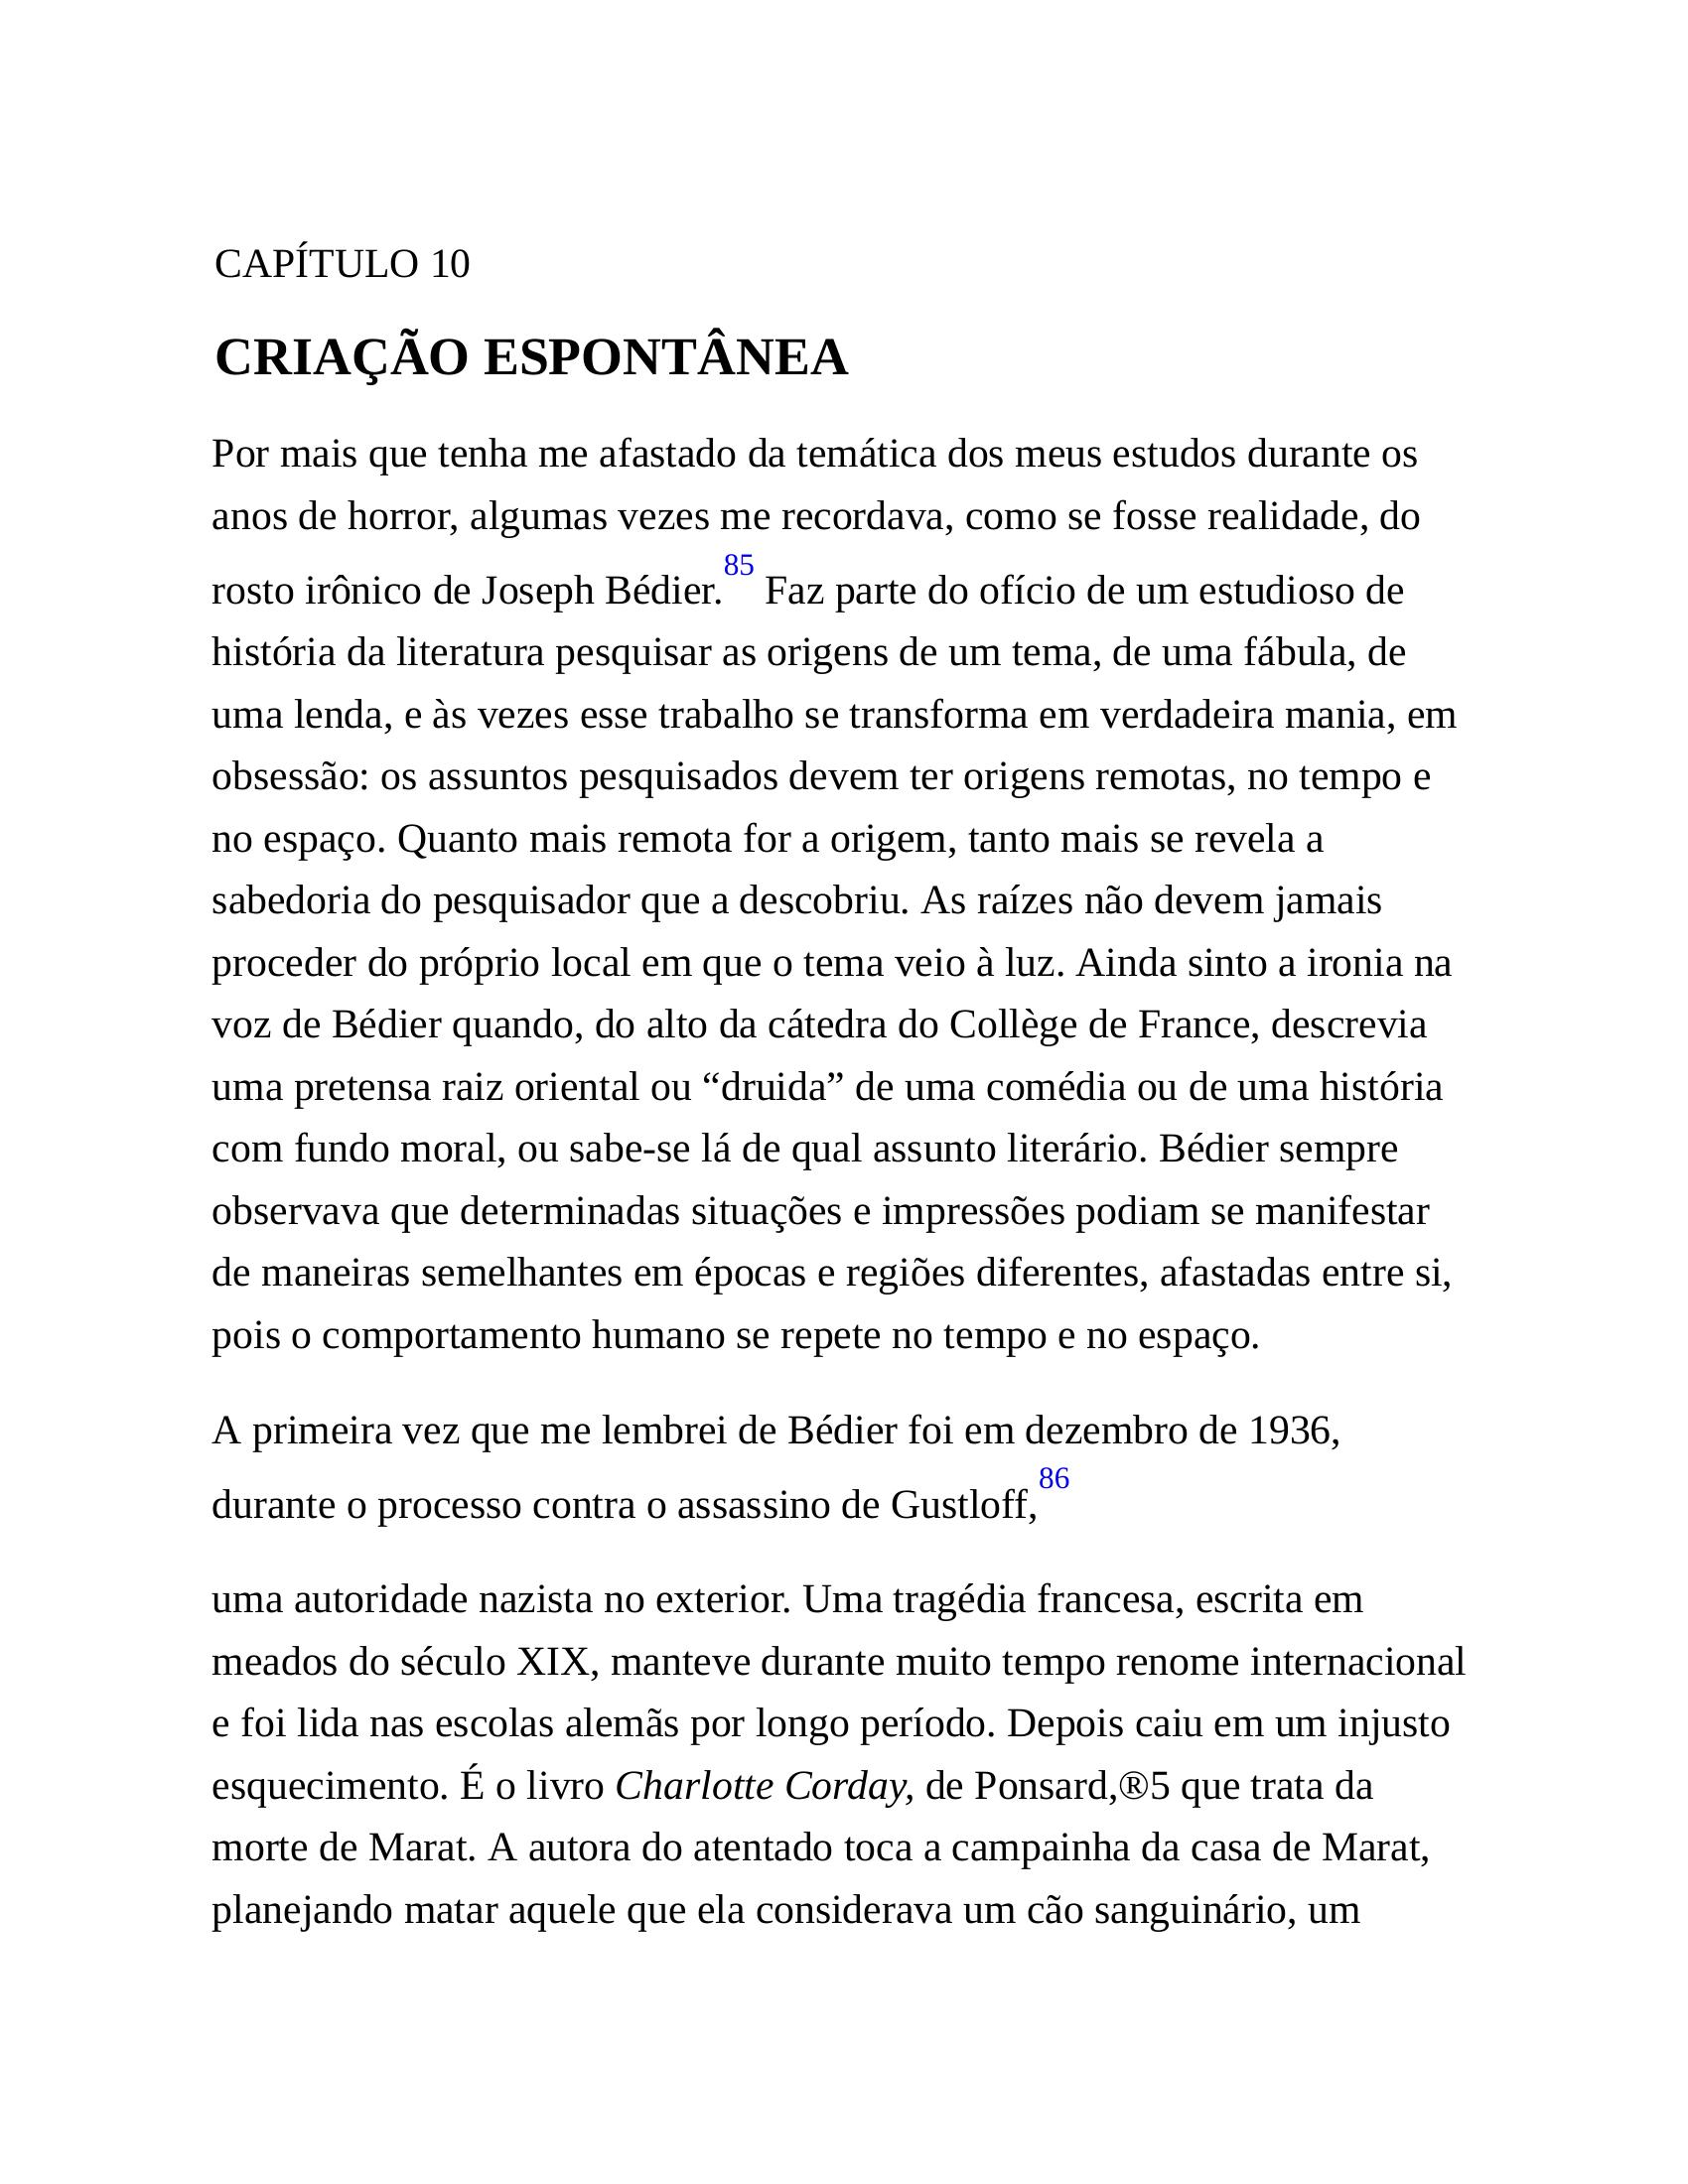 CAPÍTULO 10
CRIAÇÃO ESPONTÂNEA
Por mais que tenha me afastado da temática dos meus estudos durante os
anos de horror, algumas vezes me recordava, como se fosse realidade, do
rosto irônico de Joseph Bédier.85 Faz parte do ofício de um estudioso de
história da literatura pesquisar as origens de um tema, de uma fábula, de
uma lenda, e às vezes esse trabalho se transforma em verdadeira mania, em
obsessão: os assuntos pesquisados devem ter origens remotas, no tempo e
no espaço. Quanto mais remota for a origem, tanto mais se revela a
sabedoria do pesquisador que a descobriu. As raízes não devem jamais
proceder do próprio local em que o tema veio à luz. Ainda sinto a ironia na
voz de Bédier quando, do alto da cátedra do Collège de France, descrevia
uma pretensa raiz oriental ou “druida” de uma comédia ou de uma história
com fundo moral, ou sabe-se lá de qual assunto literário. Bédier sempre
observava que determinadas situações e impressões podiam se manifestar
de maneiras semelhantes em épocas e regiões diferentes, afastadas entre si,
pois o comportamento humano se repete no tempo e no espaço.
A primeira vez que me lembrei de Bédier foi em dezembro de 1936,
durante o processo contra o assassino de Gustloff,86
uma autoridade nazista no exterior. Uma tragédia francesa, escrita em
meados do século XIX, manteve durante muito tempo renome internacional
e foi lida nas escolas alemãs por longo período. Depois caiu em um injusto
esquecimento. É o livro Charlotte Corday, de Ponsard,®5 que trata da
morte de Marat. A autora do atentado toca a campainha da casa de Marat,
planejando matar aquele que ela considerava um cão sanguinário, um